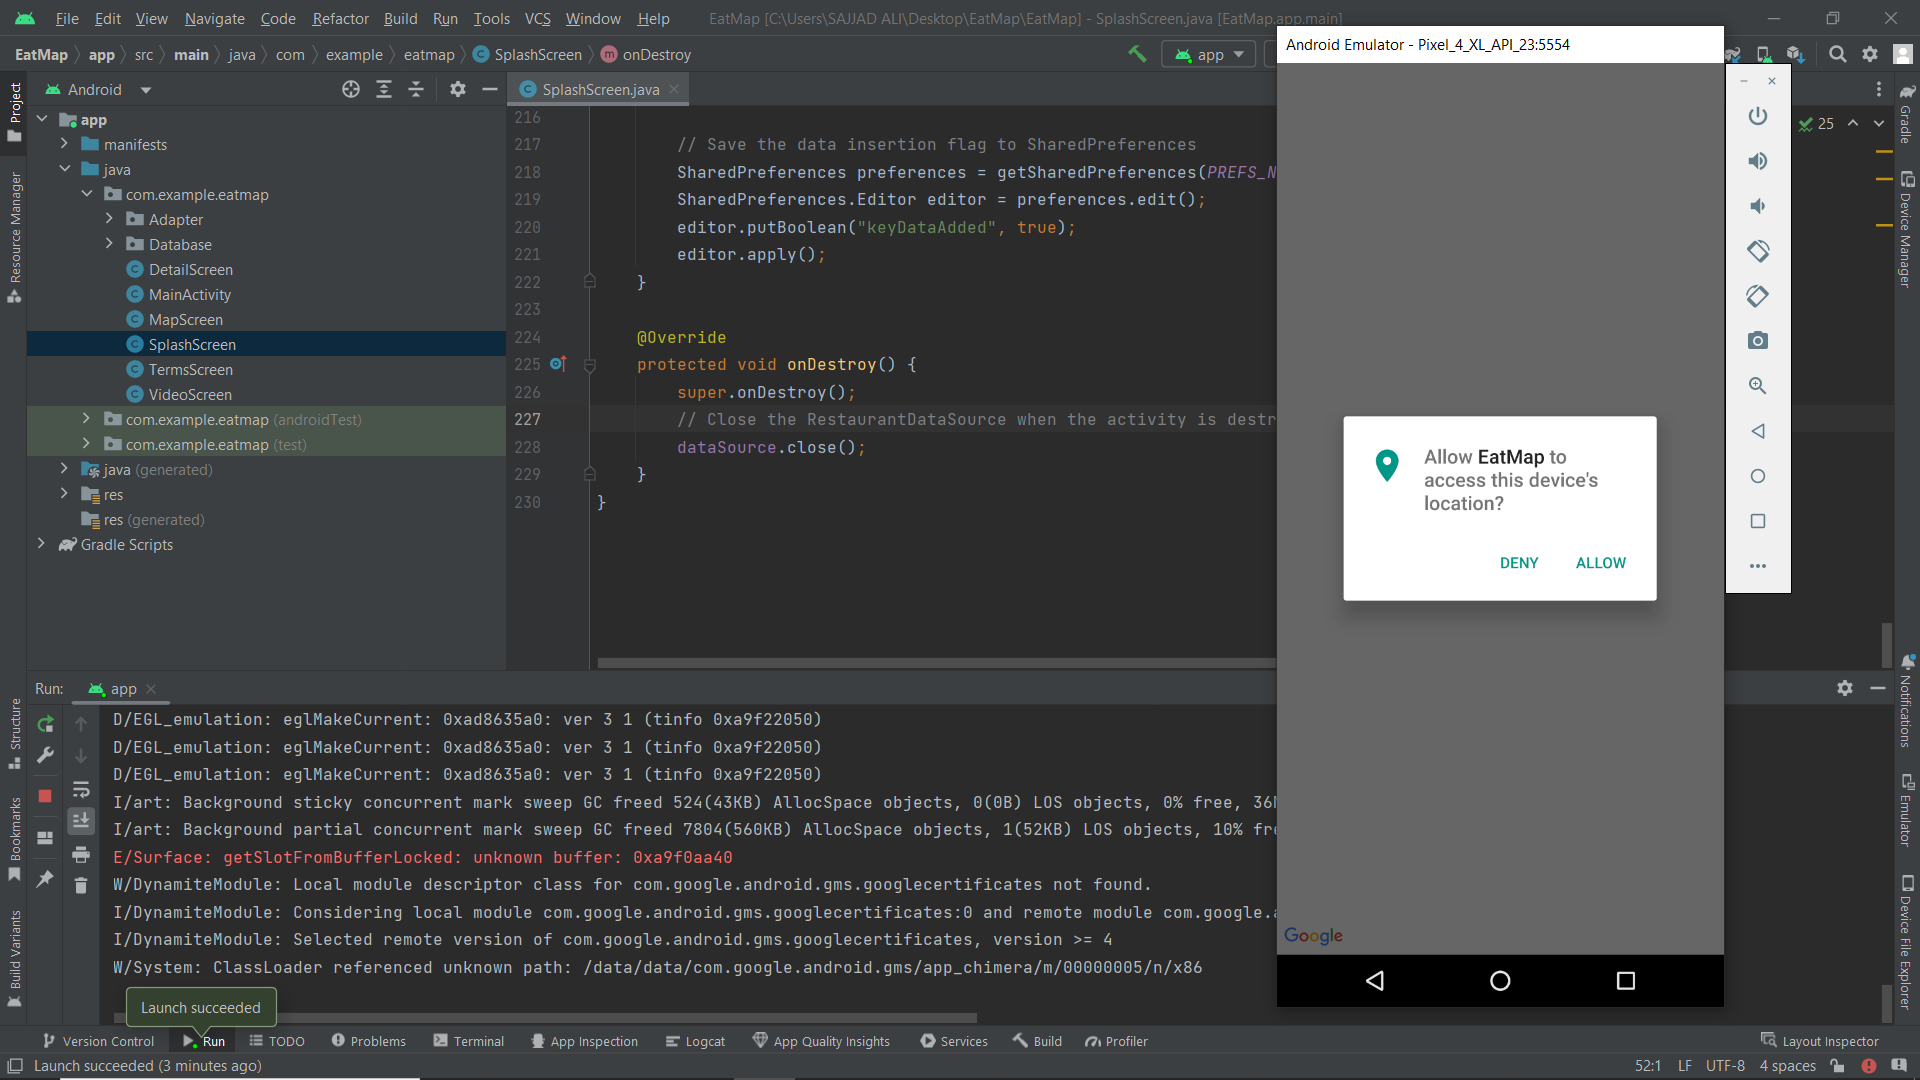 File Edit View Navigate Code Refactor Build Run Tools VCS Window Help EatMap [C:\Users\SAJJAD ALI\Desktop\EatMap\EatMap] - SplashScreen.java [EatMap.app.main]
EatMap app src main java com example eatmap SplashScreen onDestroy app
Android Emulator - Pixel_4_XL_API_23:5554
Android
SplashScreen.java
Project
Resource Manager
Structure
Bookmarks
Build Variants
app
manifests
java
com.example.eatmap
Adapter
Database
DetailScreen
MainActivity
MapScreen
SplashScreen
TermsScreen
VideoScreen
com.example.eatmap (androidTest)
com.example.eatmap (test)
java (generated)
res
res (generated)
Gradle Scripts
216
217 // Save the data insertion flag to SharedPreferences
218 SharedPreferences preferences = getSharedPreferences(PREFS_N
219 SharedPreferences.Editor editor = preferences.edit();
220 editor.putBoolean("keyDataAdded", true);
221 editor.apply();
222 }
223
224 @Override
225 protected void onDestroy() {
226 super.onDestroy();
227 // Close the RestaurantDataSource when the activity is destr
228 dataSource.close();
229 }
230 }
25
Allow EatMap to
access this device's
location?
DENY ALLOW
Google
Gradle
Device Manager
Notifications
Emulator
Device File Explorer
Run: app
D/EGL_emulation: eglMakeCurrent: 0xad8635a0: ver 3 1 (tinfo 0xa9f22050)
D/EGL_emulation: eglMakeCurrent: 0xad8635a0: ver 3 1 (tinfo 0xa9f22050)
D/EGL_emulation: eglMakeCurrent: 0xad8635a0: ver 3 1 (tinfo 0xa9f22050)
I/art: Background sticky concurrent mark sweep GC freed 524(43KB) AllocSpace objects, 0(0B) LOS objects, 0% free, 36M
I/art: Background partial concurrent mark sweep GC freed 7804(560KB) AllocSpace objects, 1(52KB) LOS objects, 10% fre
E/Surface: getSlotFromBufferLocked: unknown buffer: 0xa9f0aa40
W/DynamiteModule: Local module descriptor class for com.google.android.gms.googlecertificates not found.
I/DynamiteModule: Considering local module com.google.android.gms.googlecertificates:0 and remote module com.google.a
I/DynamiteModule: Selected remote version of com.google.android.gms.googlecertificates, version >= 4
W/System: ClassLoader referenced unknown path: /data/data/com.google.android.gms/app_chimera/m/00000005/n/x86
Launch succeeded
Version Control Run TODO Problems Terminal App Inspection Logcat App Quality Insights Services Build Profiler Layout Inspector
Launch succeeded (3 minutes ago) 52:1 LF UTF-8 4 spaces